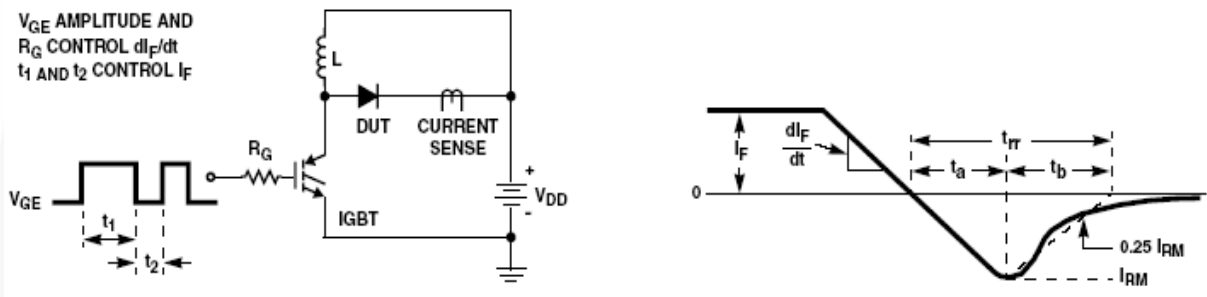 V_GE AMPLITUDE AND
R_G CONTROL dI_F/dt
t_1 AND t_2 CONTROL I_F
L
DUT
CURRENT
SENSE
R_G
V_GE
t_1
t_2
IGBT
+
V_DD
-
I_F
dI_F
dt
t_rr
t_a
t_b
0
0.25 I_RM
I_RM